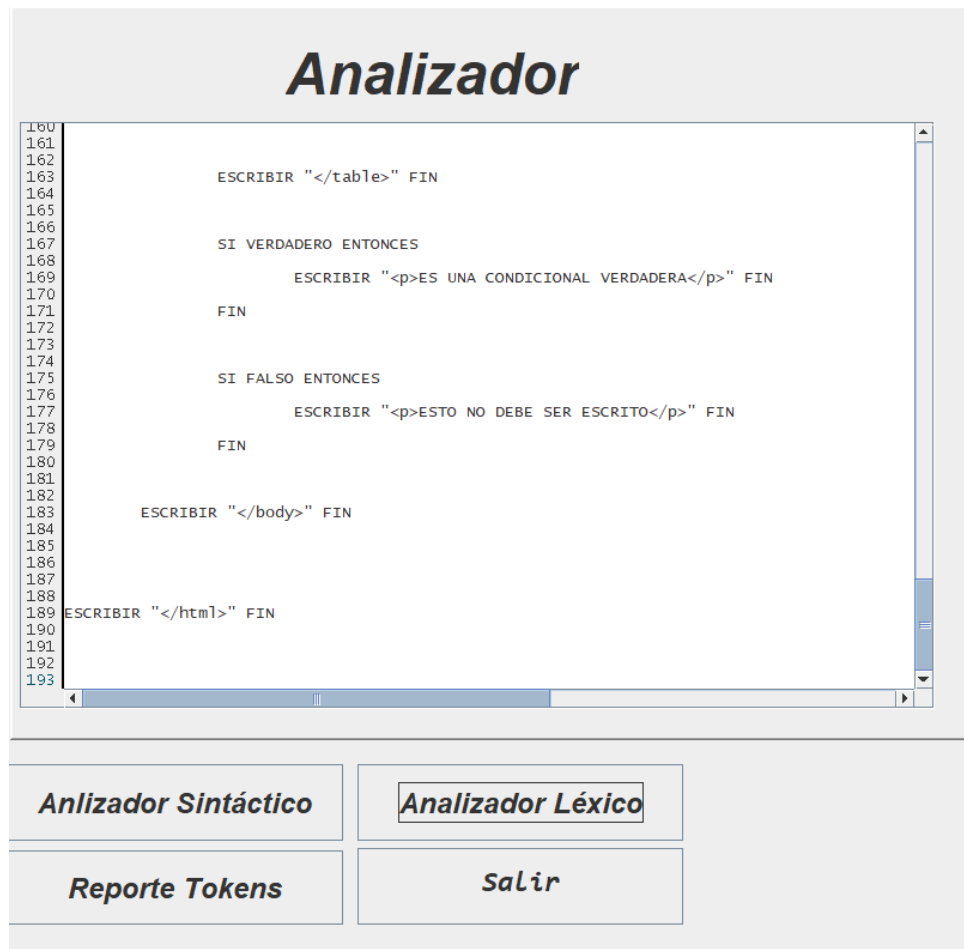 Analizador
160
161
162
163 ESCRIBIR "</table>" FIN
164
165
166
167 SI VERDADERO ENTONCES
168
169 ESCRIBIR "<p>ES UNA CONDICIONAL VERDADERA</p>" FIN
170
171 FIN
172
173
174
175 SI FALSO ENTONCES
176
177 ESCRIBIR "<p>ESTO NO DEBE SER ESCRITO</p>" FIN
178
179 FIN
180
181
182
183 ESCRIBIR "</body>" FIN
184
185
186
187
188
189 ESCRIBIR "</html>" FIN
190
191
192
193
Anlizador Sintáctico Analizador Léxico
Reporte Tokens Salir